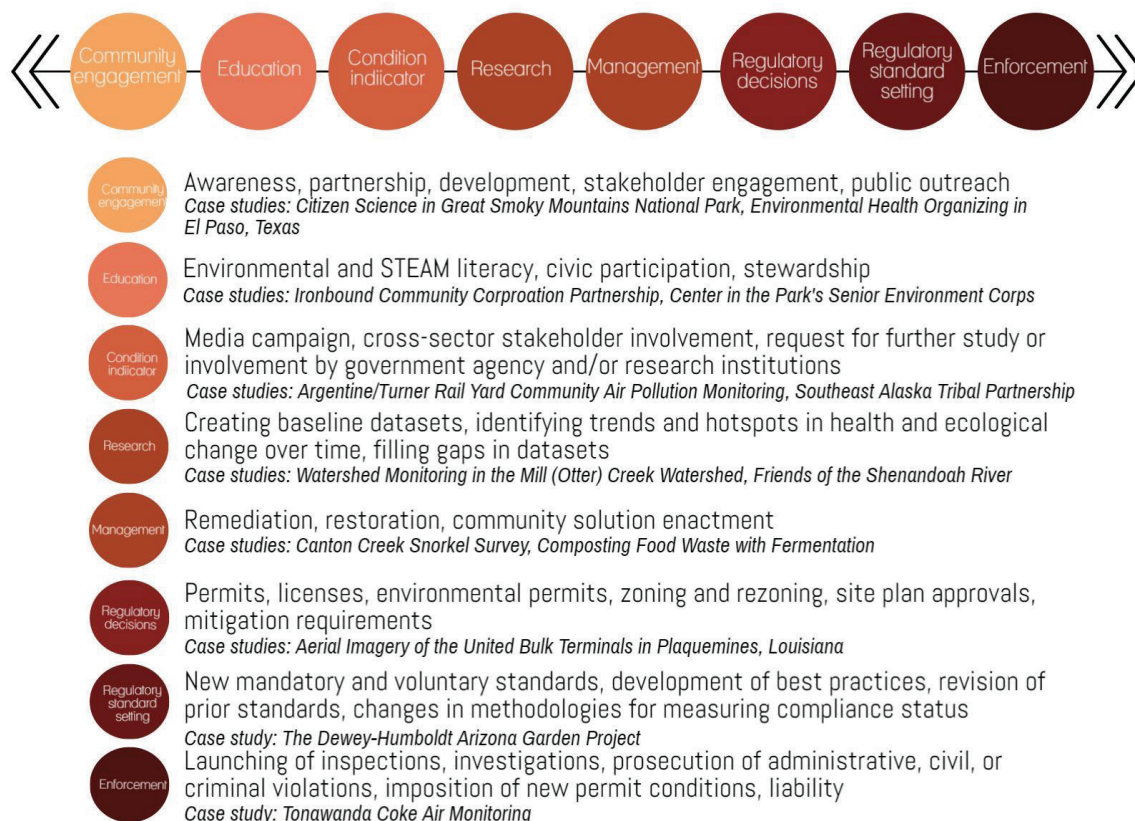 Community
engagement
Education
Condition
indiicator
Research
Management
Regulatory
decisions
Regulatory
standard
setting
Enforcement
Community
engagement
Awareness, partnership, development, stakeholder engagement, public outreach
Case studies: Citizen Science in Great Smoky Mountains National Park, Environmental Health Organizing in
El Paso, Texas
Education
Environmental and STEAM literacy, civic participation, stewardship
Case studies: Ironbound Community Corproation Partnership, Center in the Park's Senior Environment Corps
Condition
indiicator
Media campaign, cross-sector stakeholder involvement, request for further study or
involvement by government agency and/or research institutions
Case studies: Argentine/Turner Rail Yard Community Air Pollution Monitoring, Southeast Alaska Tribal Partnership
Research
Creating baseline datasets, identifying trends and hotspots in health and ecological
change over time, filling gaps in datasets
Case studies: Watershed Monitoring in the Mill (Otter) Creek Watershed, Friends of the Shenandoah River
Management
Remediation, restoration, community solution enactment
Case studies: Canton Creek Snorkel Survey, Composting Food Waste with Fermentation
Regulatory
decisions
Permits, licenses, environmental permits, zoning and rezoning, site plan approvals,
mitigation requirements
Case studies: Aerial Imagery of the United Bulk Terminals in Plaquemines, Louisiana
Regulatory
standard
setting
New mandatory and voluntary standards, development of best practices, revision of
prior standards, changes in methodologies for measuring compliance status
Case study: The Dewey-Humboldt Arizona Garden Project
Enforcement
Launching of inspections, investigations, prosecution of administrative, civil, or
criminal violations, imposition of new permit conditions, liability
Case study: Tonawanda Coke Air Monitoring